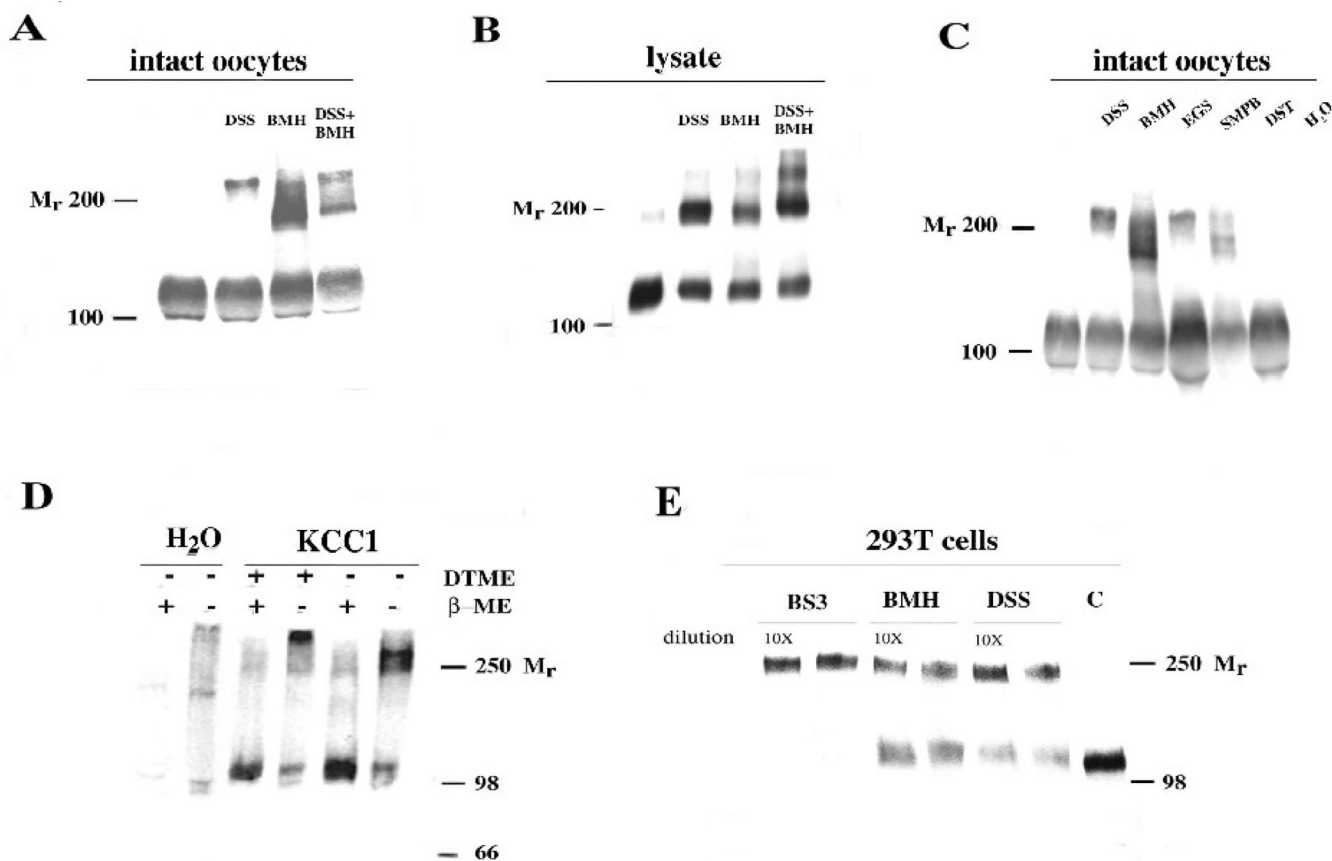 A
intact oocytes
DSS BMH DSS+
BMH
Mr 200
100
B
lysate
DSS BMH DSS+
BMH
Mr 200
100
C
intact oocytes
DSS BMH EGS SMPB DST H2O
Mr 200
100
D
H2O KCC1
- - + + - - DTME
+ - + - + - β-ME
250 Mr
98
66
E
293T cells
BS3 BMH DSS C
dilution 10X 10X 10X
250 Mr
98